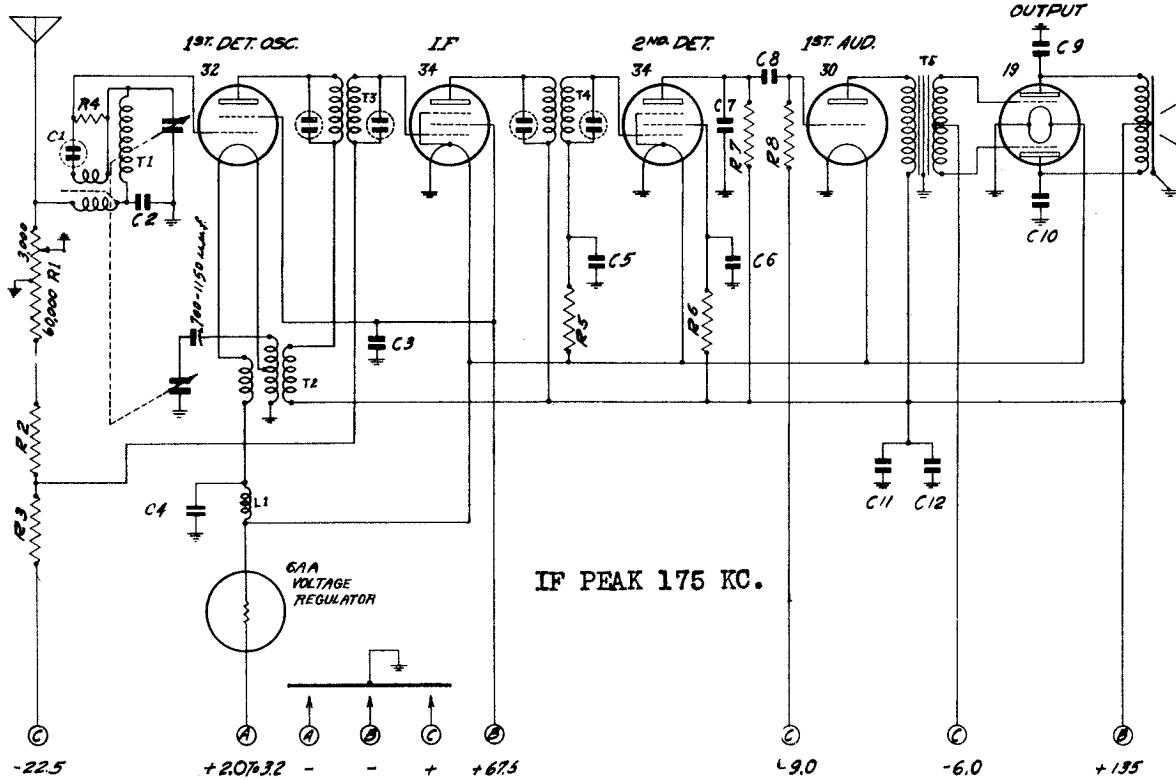 OUTPUT
1ST. DET. OSC.
I.F
2ND. DET.
1ST. AUD.
32
34
34
30
19
C1
R4
T1
C2
T3
T4
C7
C8
R7
R8
T5
C9
C10
3,000
60,000 R1
700-1150 m.m.f.
C3
T2
C5
R5
C6
R6
R2
R3
C4
L1
C11
C12
6AA
VOLTAGE
REGULATOR
IF PEAK 175 KC.
C
A
A
B
C
B
C
C
B
-22.5
+2.0 TO 3.2
-
-
+
+67.5
-9.0
-6.0
+135